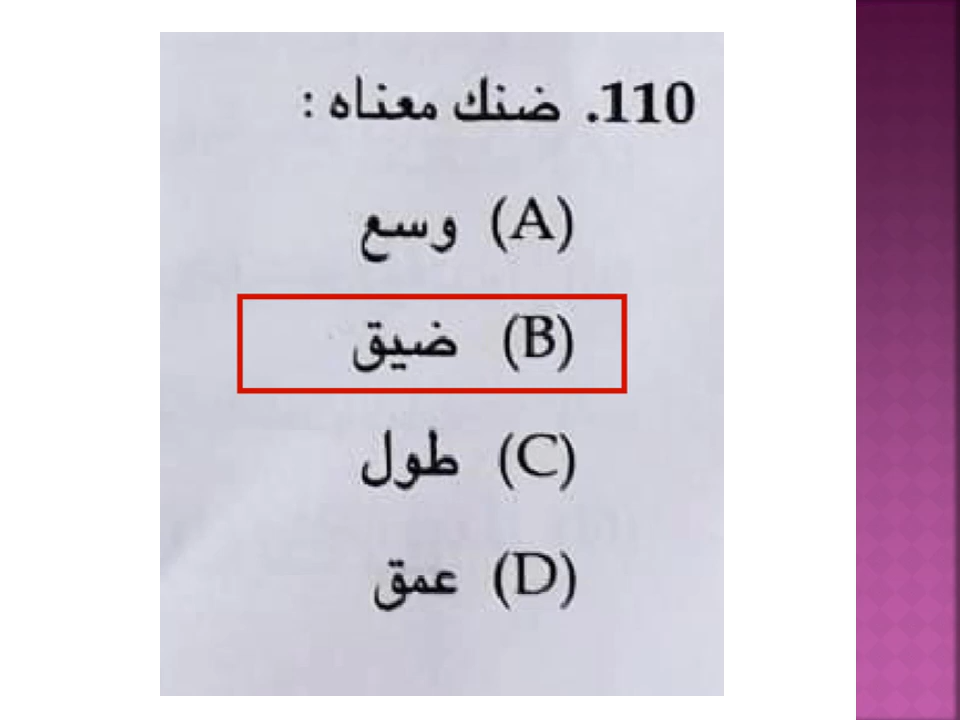 110. ضنك معناه :
(A) وسع
(B) ضيق
(C) طول
(D) عمق